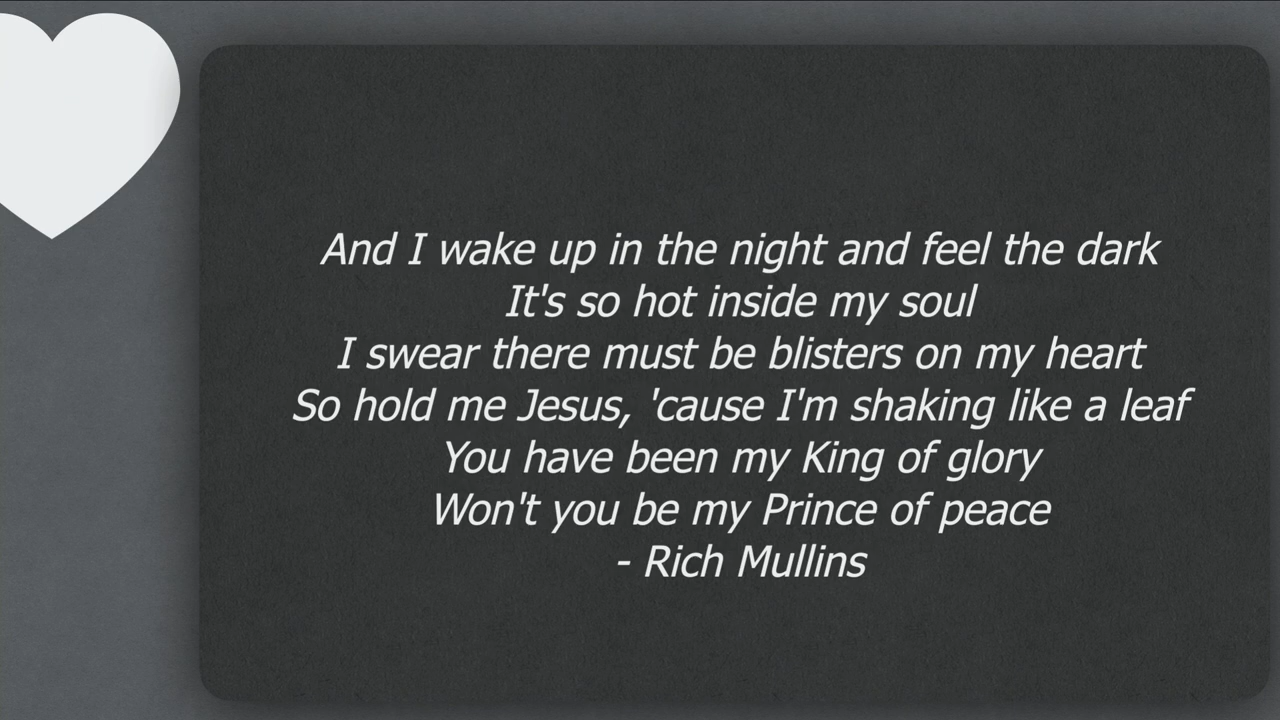 And I wake up in the night and feel the dark
It's so hot inside my soul
I swear there must be blisters on my heart
So hold me Jesus, 'cause I'm shaking like a leaf
You have been my King of glory
Won't you be my Prince of peace
- Rich Mullins